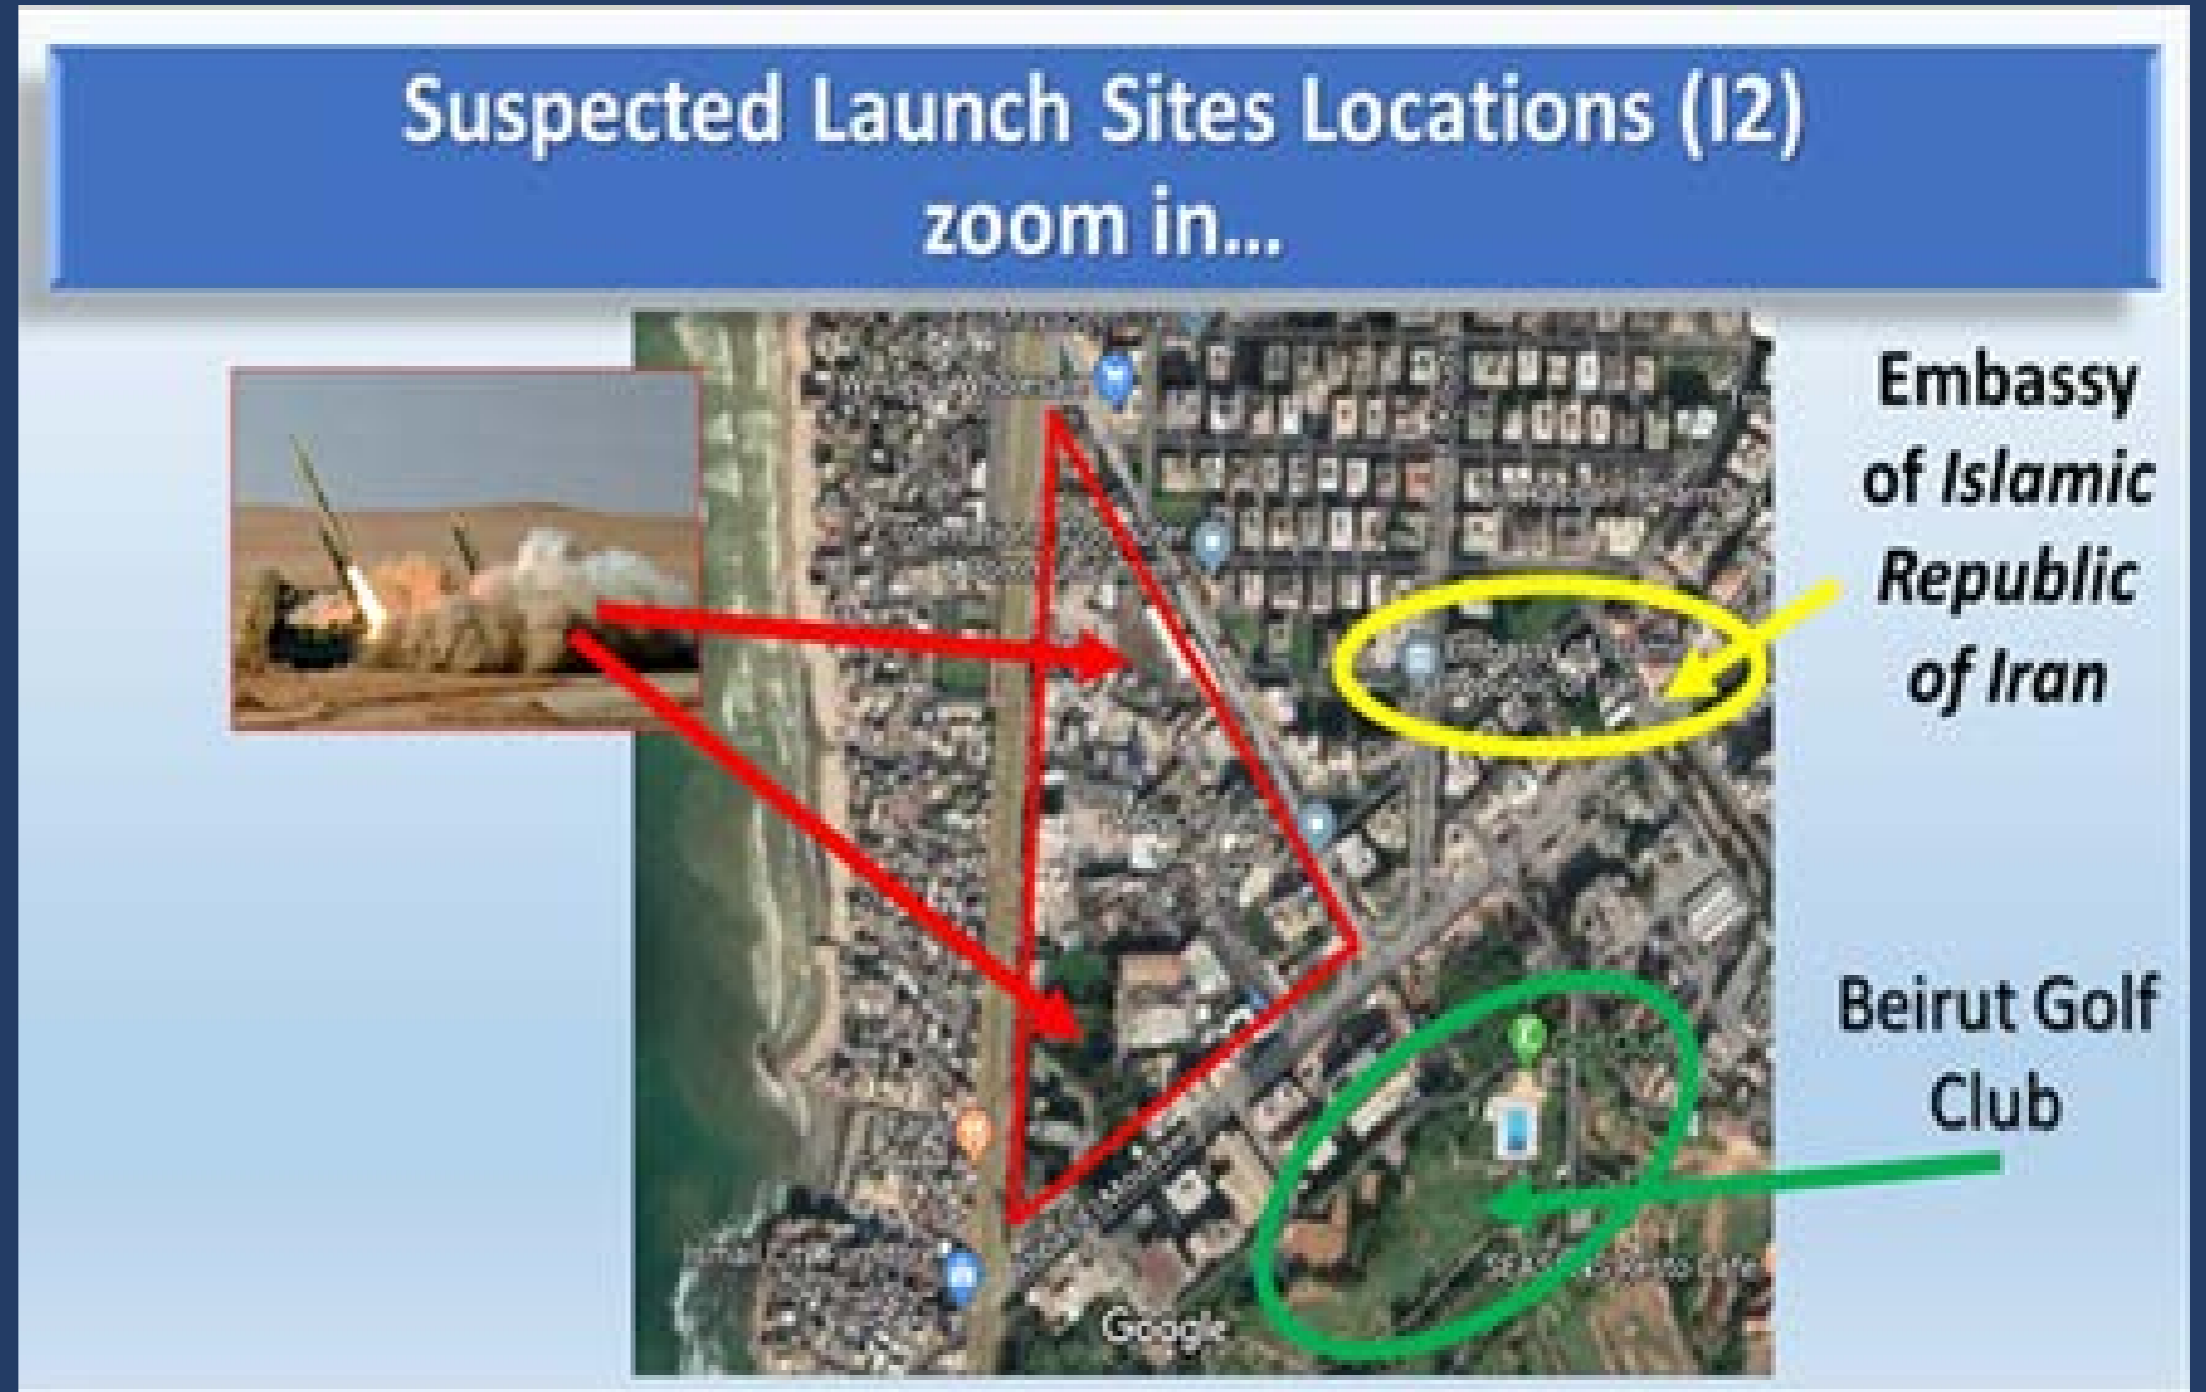 Suspected Launch Sites Locations (I2)
zoom in...
Embassy
of Islamic
Republic
of Iran
Beirut Golf
Club
Google